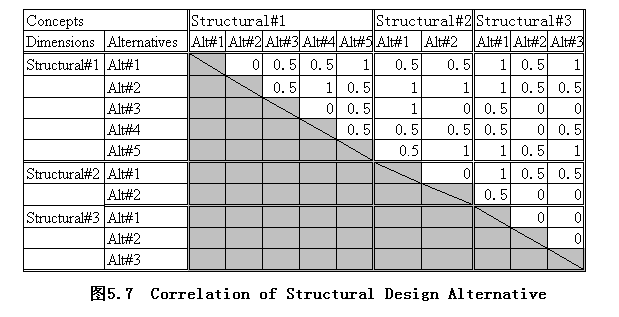 Concepts Structural#1 Structural#2 Structural#3
Dimensions Alternatives Alt#1 Alt#2 Alt#3 Alt#4 Alt#5 Alt#1 Alt#2 Alt#1 Alt#2 Alt#3
Structural#1 Alt#1 0 0.5 0.5 1 0.5 0.5 1 0.5 1
Alt#2 0.5 1 0.5 1 1 1 0.5 0.5
Alt#3 0 0.5 1 0 0.5 0 0
Alt#4 0.5 0.5 0.5 0.5 0 0.5
Alt#5 0.5 1 1 0.5 1
Structural#2 Alt#1 0 1 0.5 0.5
Alt#2 0.5 0 0
Structural#3 Alt#1 0 0
Alt#2 0
Alt#3
图5.7 Correlation of Structural Design Alternative